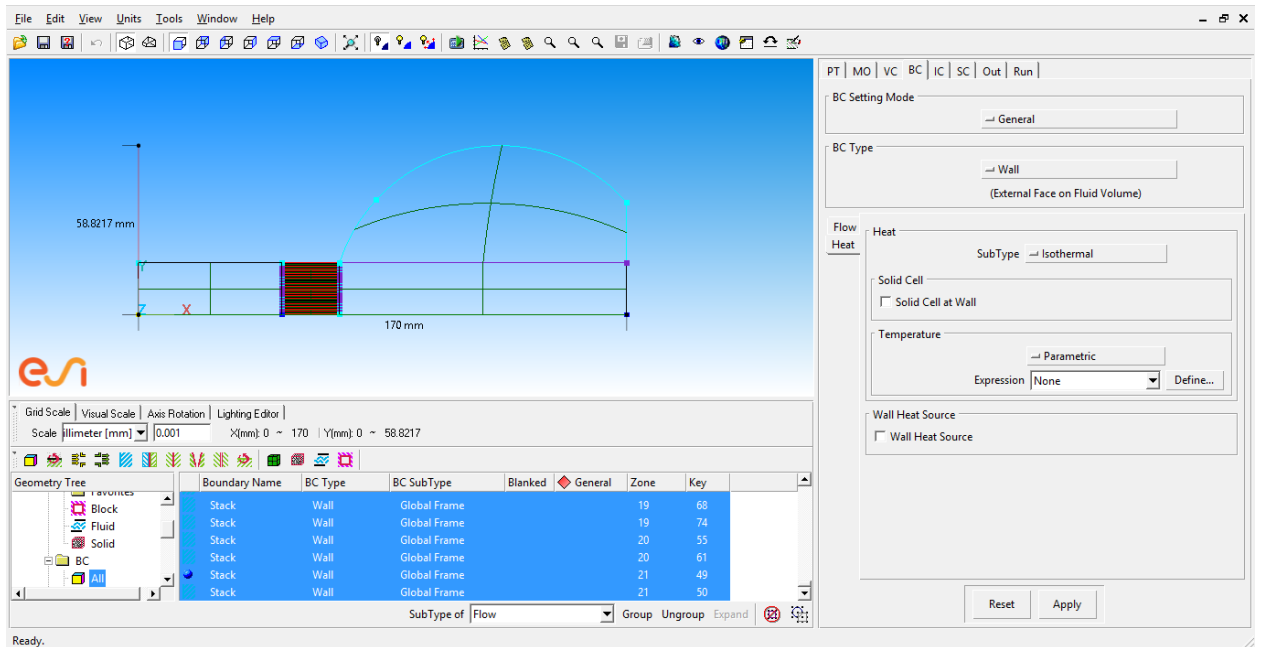 File Edit View Units Tools Window Help
58.8217 mm
Y
Z X
170 mm
esi
Grid Scale Visual Scale Axis Rotation Lighting Editor
Scale illimeter [mm] 0.001 X(mm): 0 ~ 170 | Y(mm): 0 ~ 58.8217
Geometry Tree
Favorites
Block
Fluid
Solid
BC
All
Boundary Name BC Type BC SubType Blanked General Zone Key
Stack Wall Global Frame 19 68
Stack Wall Global Frame 19 74
Stack Wall Global Frame 20 55
Stack Wall Global Frame 20 61
Stack Wall Global Frame 21 49
Stack Wall Global Frame 21 50
SubType of Flow Group Ungroup Expand
Ready.
PT MO VC BC IC SC Out Run
BC Setting Mode
General
BC Type
Wall
(External Face on Fluid Volume)
Flow
Heat
Heat
SubType Isothermal
Solid Cell
Solid Cell at Wall
Temperature
Parametric
Expression None Define...
Wall Heat Source
Wall Heat Source
Reset Apply